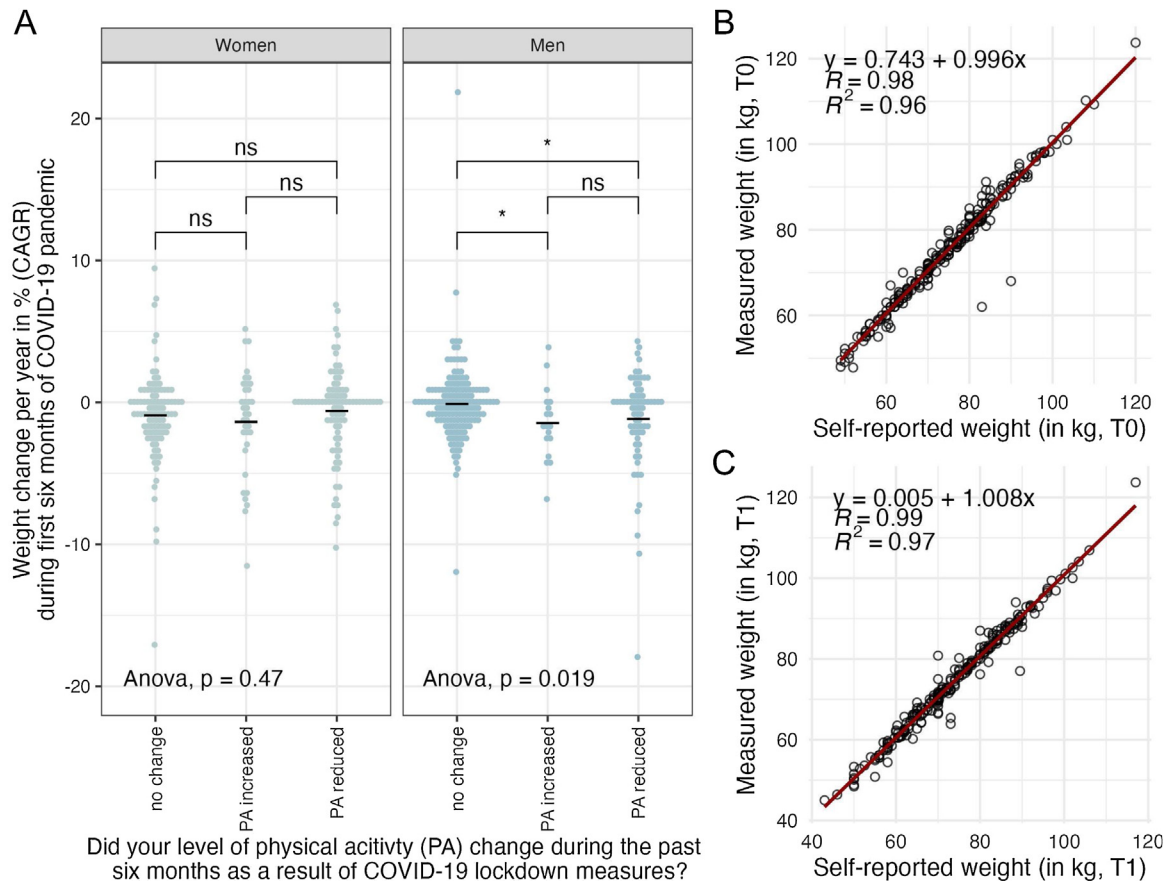 A
Women
Men
Weight change per year in % (CAGR)
during first six months of COVID-19 pandemic
20
10
0
-10
-20
ns
ns
ns
*
ns
*
Anova, p = 0.47
Anova, p = 0.019
no change
PA increased
PA reduced
no change
PA increased
PA reduced
Did your level of physical acitivty (PA) change during the past
six months as a result of COVID-19 lockdown measures?
B
y = 0.743 + 0.996x
R = 0.98
R² = 0.96
Measured weight (in kg, T0)
120
100
80
60
60
80
100
120
Self-reported weight (in kg, T0)
C
y = 0.005 + 1.008x
R = 0.99
R² = 0.97
Measured weight (in kg, T1)
120
100
80
60
40
40
60
80
100
120
Self-reported weight (in kg, T1)